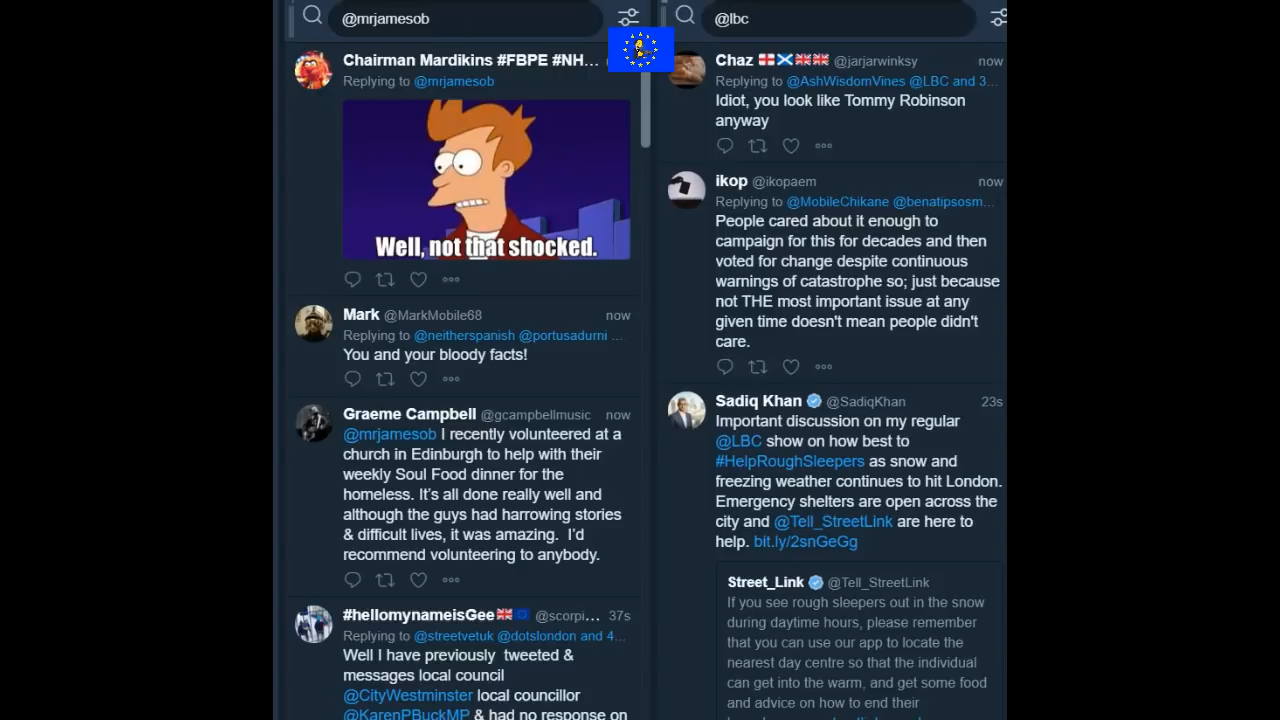 @mrjamesob
Chairman Mardikins #FBPE #NH...
Replying to @mrjamesob
Well, not that shocked.
Mark @MarkMobile68 now
Replying to @neitherspanish @portusadurni ...
You and your bloody facts!
Graeme Campbell @gcampbellmusic now
@mrjamesob I recently volunteered at a
church in Edinburgh to help with their
weekly Soul Food dinner for the
homeless. It's all done really well and
although the guys had harrowing stories
& difficult lives, it was amazing. I'd
recommend volunteering to anybody.
#hellomynameisGee @scorpi... 37s
Replying to @streetvetuk @dotslondon and 4...
Well I have previously tweeted &
messages local council
@CityWestminster local councillor
@KarenPBuckMP & had no response on
@lbc
Chaz @jarjarwinksy now
Replying to @AshWisdomVines @LBC and 3...
Idiot, you look like Tommy Robinson
anyway
ikop @ikopaem now
Replying to @MobileChikane @benatipsosm...
People cared about it enough to
campaign for this for decades and then
voted for change despite continuous
warnings of catastrophe so; just because
not THE most important issue at any
given time doesn't mean people didn't
care.
Sadiq Khan @SadiqKhan 23s
Important discussion on my regular
@LBC show on how best to
#HelpRoughSleepers as snow and
freezing weather continues to hit London.
Emergency shelters are open across the
city and @Tell_StreetLink are here to
help. bit.ly/2snGeGg
Street_Link @Tell_StreetLink
If you see rough sleepers out in the snow
during daytime hours, please remember
that you can use our app to locate the
nearest day centre so that the individual
can get into the warm, and get some food
and advice on how to end their